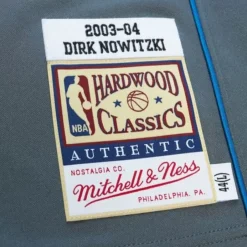 2003-04
DIRK NOWITZKI
HARDWOOD
NBA
CLASSICS
AUTHENTIC
NOSTALGIA CO.
Mitchell & Ness
PHILADELPHIA, PA.
44(L)